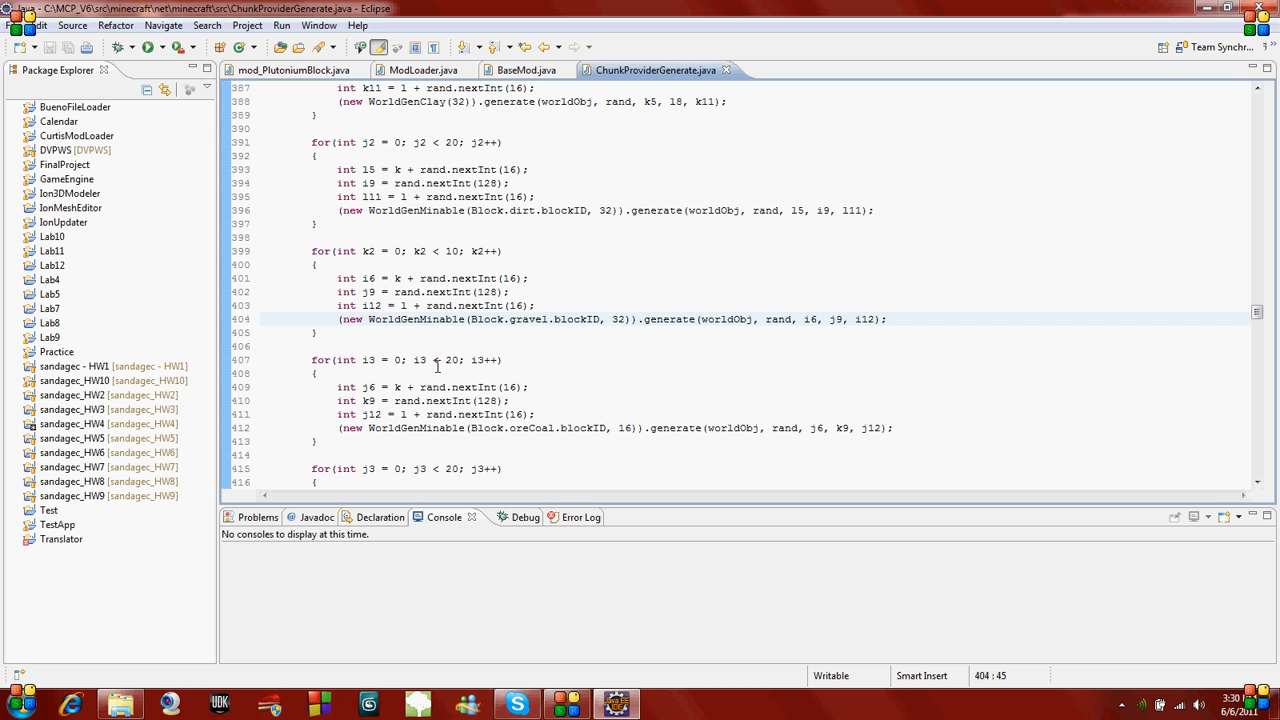 Java - C:\MCP_V6\src\minecraft\net\minecraft\src\ChunkProviderGenerate.java - Eclipse
Edit Source Refactor Navigate Search Project Run Window Help
Team Synchr...
Package Explorer
mod_PlutoniumBlock.java ModLoader.java BaseMod.java ChunkProviderGenerate.java
BuenoFileLoader
Calendar
CurtisModLoader
DVPWS [DVPWS]
FinalProject
GameEngine
Ion3DModeler
IonMeshEditor
IonUpdater
Lab10
Lab11
Lab12
Lab4
Lab5
Lab7
Lab8
Lab9
Practice
sandagec - HW1 [sandagec - HW1]
sandagec_HW10 [sandagec_HW10]
sandagec_HW2 [sandagec_HW2]
sandagec_HW3 [sandagec_HW3]
sandagec_HW4 [sandagec_HW4]
sandagec_HW5 [sandagec_HW5]
sandagec_HW6 [sandagec_HW6]
sandagec_HW7 [sandagec_HW7]
sandagec_HW8 [sandagec_HW8]
sandagec_HW9 [sandagec_HW9]
Test
TestApp
Translator
387 int k11 = l + rand.nextInt(16);
388 (new WorldGenClay(32)).generate(worldObj, rand, k5, l8, k11);
389 }
390
391 for(int j2 = 0; j2 < 20; j2++)
392 {
393 int l5 = k + rand.nextInt(16);
394 int i9 = rand.nextInt(128);
395 int l11 = l + rand.nextInt(16);
396 (new WorldGenMinable(Block.dirt.blockID, 32)).generate(worldObj, rand, l5, i9, l11);
397 }
398
399 for(int k2 = 0; k2 < 10; k2++)
400 {
401 int i6 = k + rand.nextInt(16);
402 int j9 = rand.nextInt(128);
403 int i12 = l + rand.nextInt(16);
404 (new WorldGenMinable(Block.gravel.blockID, 32)).generate(worldObj, rand, i6, j9, i12);
405 }
406
407 for(int i3 = 0; i3 < 20; i3++)
408 {
409 int j6 = k + rand.nextInt(16);
410 int k9 = rand.nextInt(128);
411 int j12 = l + rand.nextInt(16);
412 (new WorldGenMinable(Block.oreCoal.blockID, 16)).generate(worldObj, rand, j6, k9, j12);
413 }
414
415 for(int j3 = 0; j3 < 20; j3++)
416 {
Problems Javadoc Declaration Console Debug Error Log
No consoles to display at this time.
Writable Smart Insert 404 : 45
UDK
Java EE IDE
3:30 PM
6/6/2011